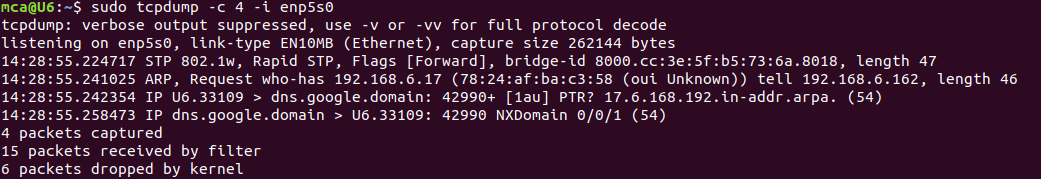 mca@U6:~$ sudo tcpdump -c 4 -i enp5s0
tcpdump: verbose output suppressed, use -v or -vv for full protocol decode
listening on enp5s0, link-type EN10MB (Ethernet), capture size 262144 bytes
14:28:55.224717 STP 802.1w, Rapid STP, Flags [Forward], bridge-id 8000.cc:3e:5f:b5:73:6a.8018, length 47
14:28:55.241025 ARP, Request who-has 192.168.6.17 (78:24:af:ba:c3:58 (oui Unknown)) tell 192.168.6.162, length 46
14:28:55.242354 IP U6.33109 > dns.google.domain: 42990+ [1au] PTR? 17.6.168.192.in-addr.arpa. (54)
14:28:55.258473 IP dns.google.domain > U6.33109: 42990 NXDomain 0/0/1 (54)
4 packets captured
15 packets received by filter
6 packets dropped by kernel